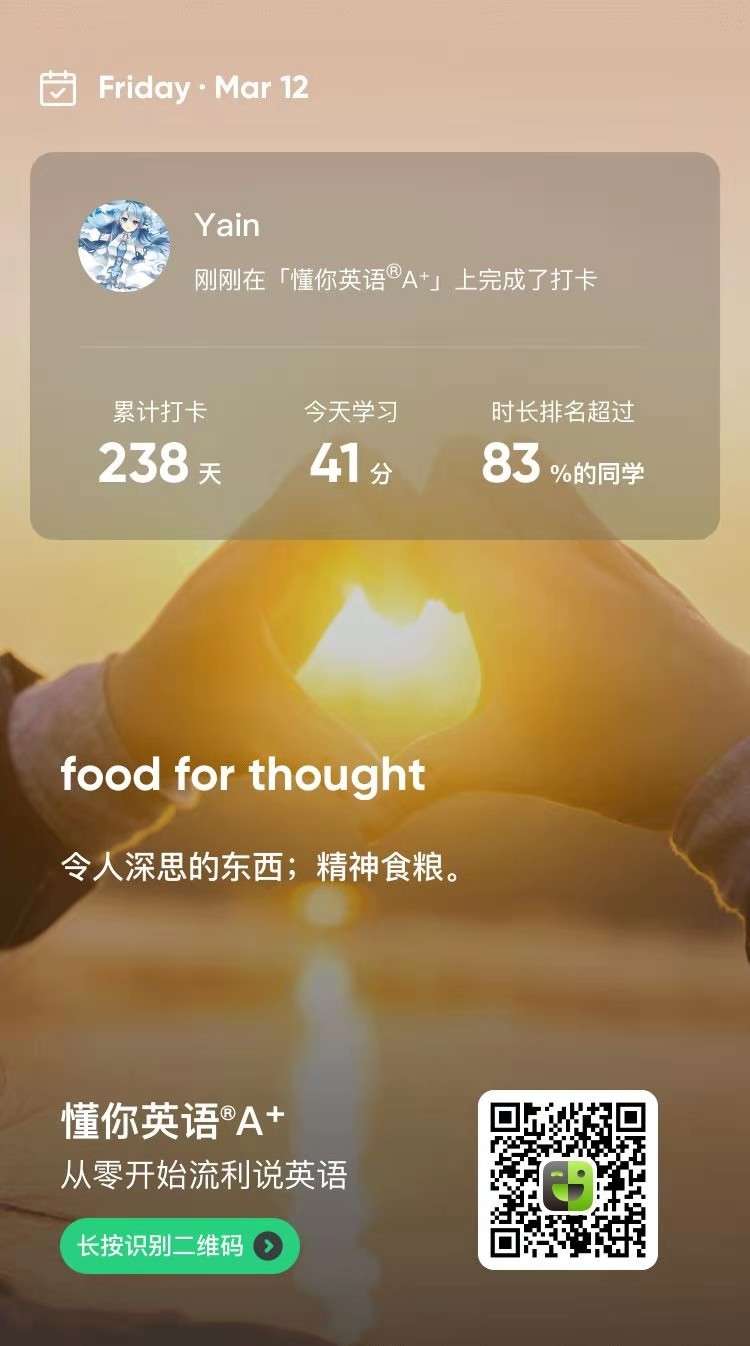 Friday · Mar 12
Yain
刚刚在「懂你英语®A⁺」上完成了打卡
累计打卡 今天学习 时长排名超过
238 天 41 分 83 %的同学
food for thought
令人深思的东西；精神食粮。
懂你英语®A⁺
从零开始流利说英语
长按识别二维码